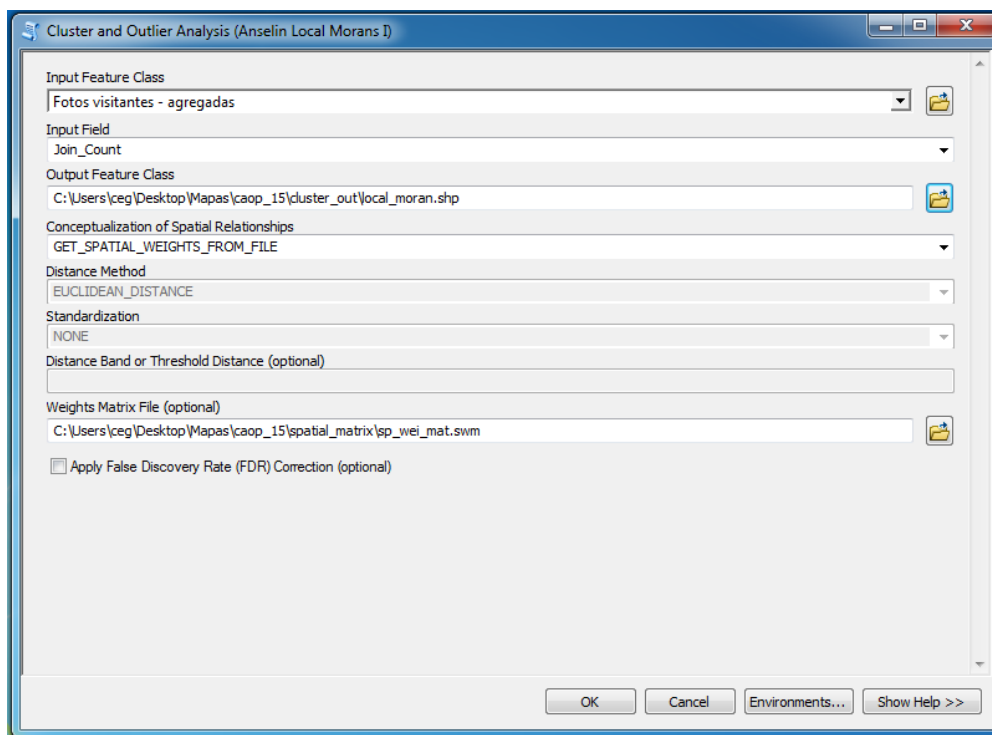 Cluster and Outlier Analysis (Anselin Local Morans I)
Input Feature Class
Fotos visitantes - agregadas
Input Field
Join_Count
Output Feature Class
C:\Users\ceg\Desktop\Mapas\caop_15\cluster_out\local_moran.shp
Conceptualization of Spatial Relationships
GET_SPATIAL_WEIGHTS_FROM_FILE
Distance Method
EUCLIDEAN_DISTANCE
Standardization
NONE
Distance Band or Threshold Distance (optional)
Weights Matrix File (optional)
C:\Users\ceg\Desktop\Mapas\caop_15\spatial_matrix\sp_wei_mat.swm
Apply False Discovery Rate (FDR) Correction (optional)
OK Cancel Environments... Show Help >>